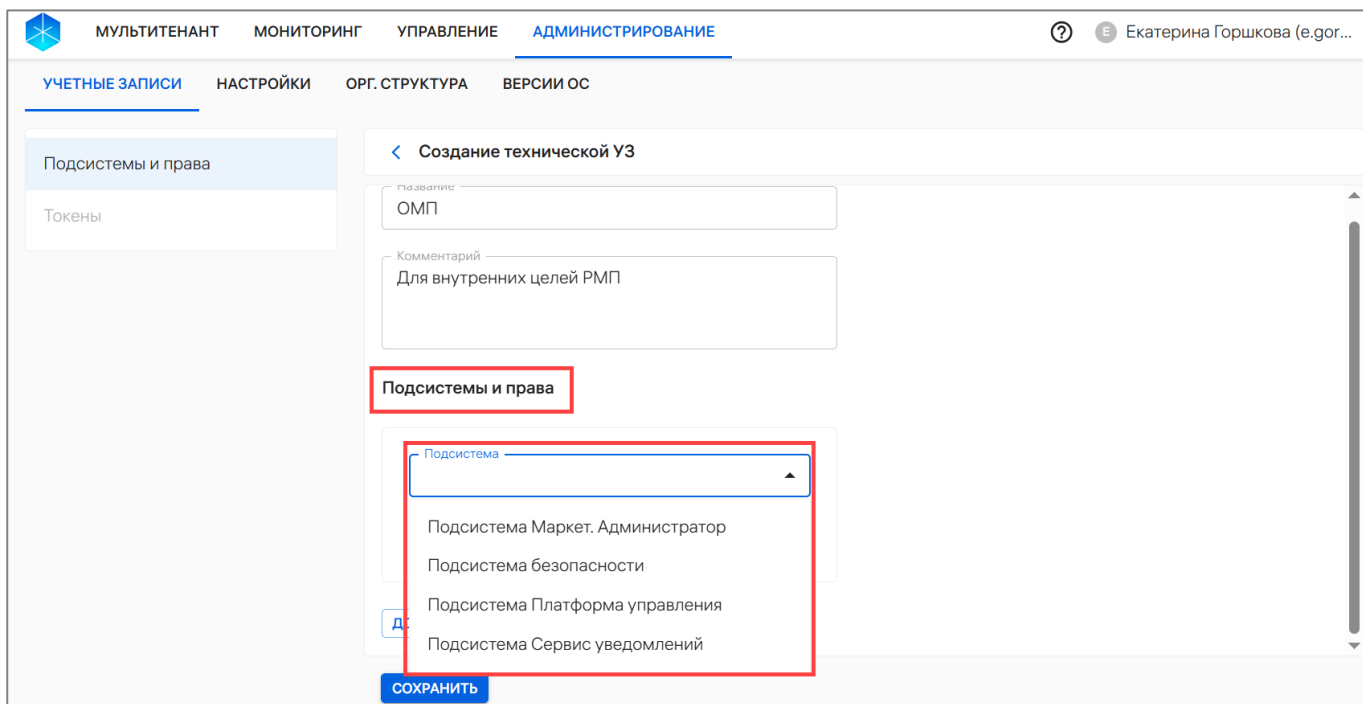 МУЛЬТИТЕНАНТ МОНИТОРИНГ УПРАВЛЕНИЕ АДМИНИСТРИРОВАНИЕ ? E Екатерина Горшкова (e.gor...
УЧЕТНЫЕ ЗАПИСИ НАСТРОЙКИ ОРГ. СТРУКТУРА ВЕРСИИ ОС
Подсистемы и права
Токены
Создание технической УЗ
Название
ОМП
Комментарий
Для внутренних целей РМП
Подсистемы и права
Подсистема
Подсистема Маркет. Администратор
Подсистема безопасности
Подсистема Платформа управления
Подсистема Сервис уведомлений
СОХРАНИТЬ